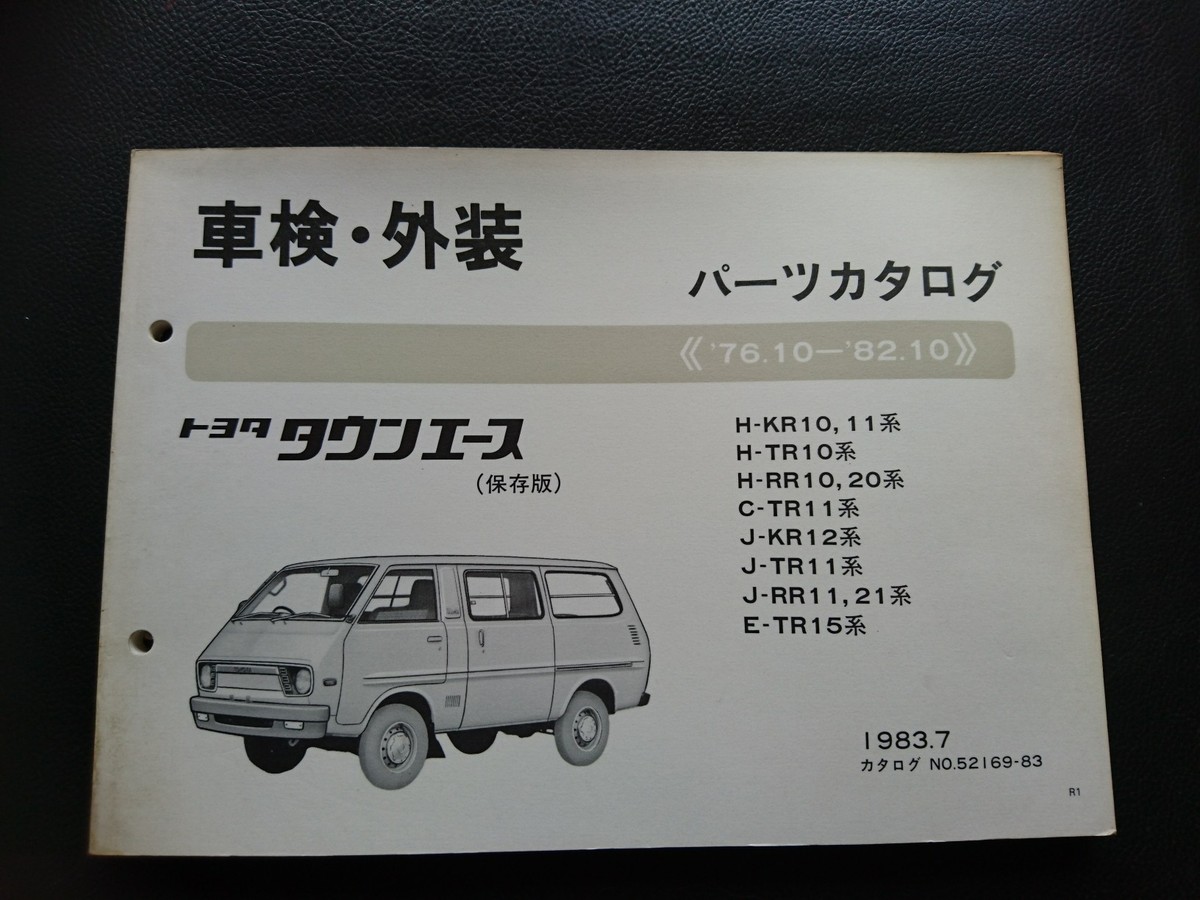 車検・外装
パーツカタログ
《'76.10—'82.10》
トヨタ タウンエース
(保存版)
H-KR10, 11系
H-TR10系
H-RR10, 20系
C-TR11系
J-KR12系
J-TR11系
J-RR11, 21系
E-TR15系
1983.7
カタログ NO.52169-83
R1